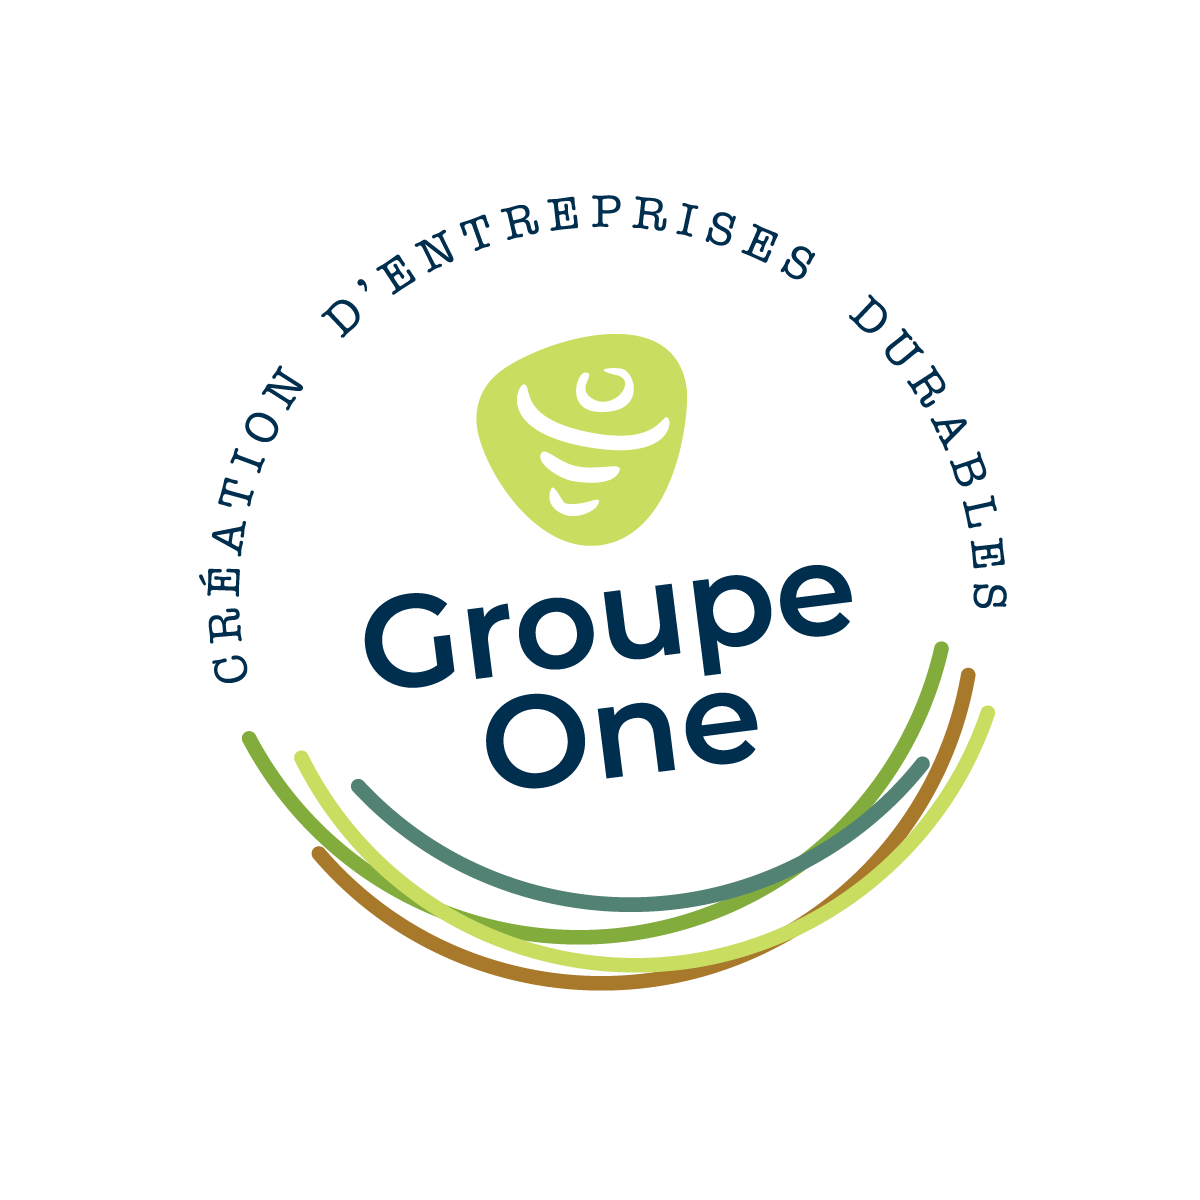 CRÉATION D’ENTREPRISES DURABLES
Groupe
One